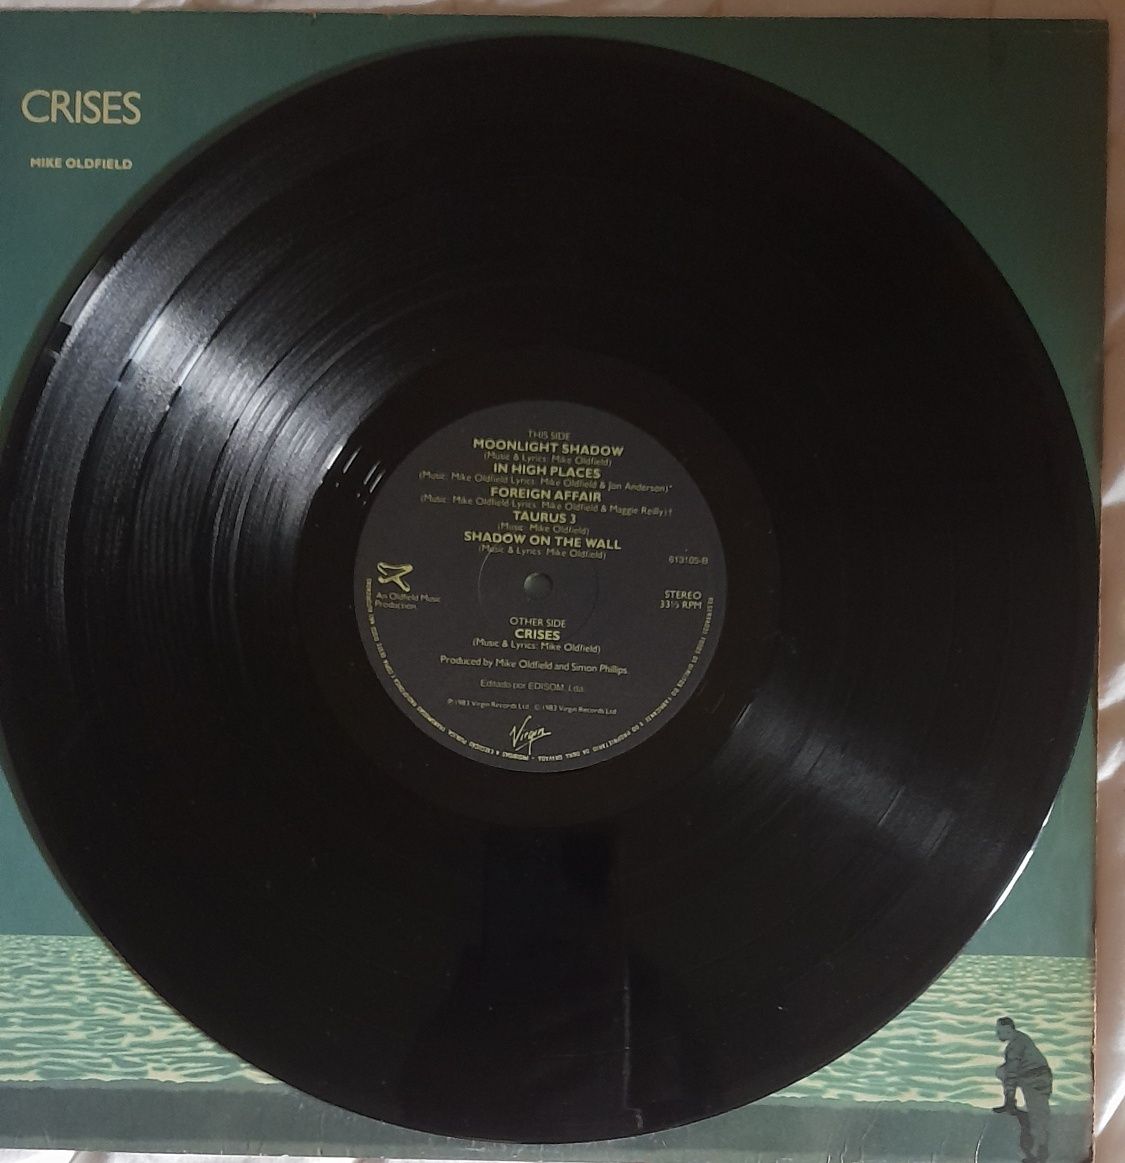 CRISES
MIKE OLDFIELD
THIS SIDE
MOONLIGHT SHADOW
(Music & Lyrics: Mike Oldfield)
IN HIGH PLACES
(Music: Mike Oldfield Lyrics: Mike Oldfield & Jon Anderson)*
FOREIGN AFFAIR
(Music: Mike Oldfield Lyrics: Mike Oldfield & Maggie Reilly)†
TAURUS 3
(Music: Mike Oldfield)
SHADOW ON THE WALL
(Music & Lyrics: Mike Oldfield)
613105-B
An Oldfield Music
Production
STEREO
33⅓ RPM
OTHER SIDE
CRISES
(Music & Lyrics: Mike Oldfield)
Produced by Mike Oldfield and Simon Phillips
Editado por EDISOM, Lda.
℗ 1983 Virgin Records Ltd © 1983 Virgin Records Ltd
Virgin